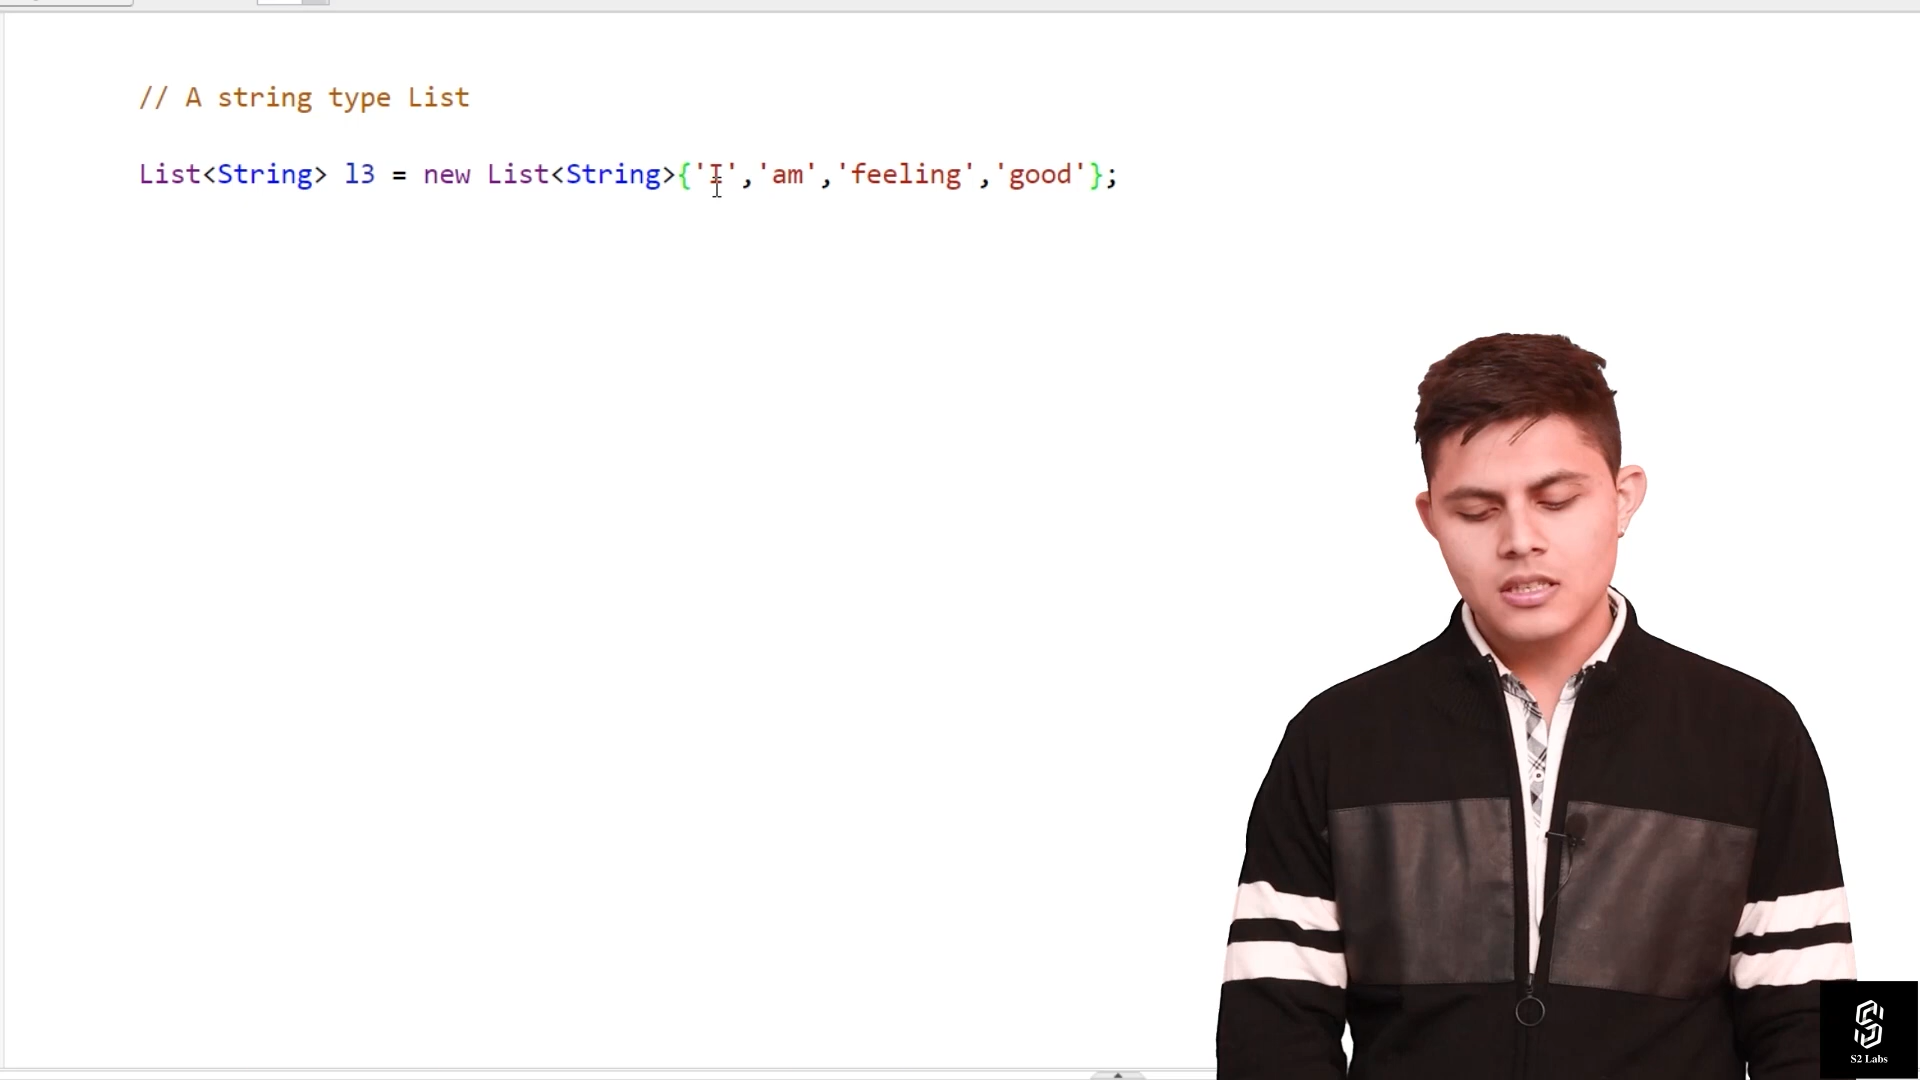 // A string type List
List<String> l3 = new List<String>{'I','am','feeling','good'};
S2 Labs